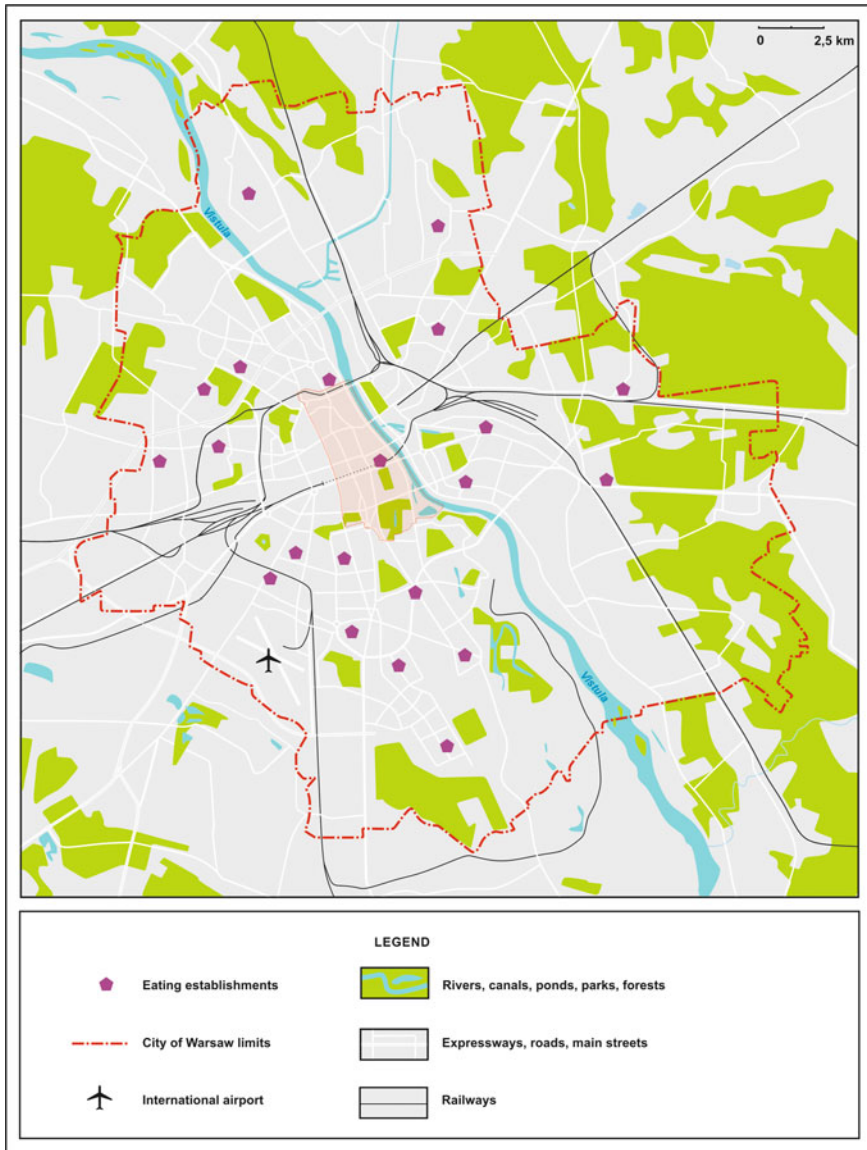 0 2,5 km
Vistula
Vistula
LEGEND
Eating establishments
Rivers, canals, ponds, parks, forests
City of Warsaw limits
Expressways, roads, main streets
International airport
Railways